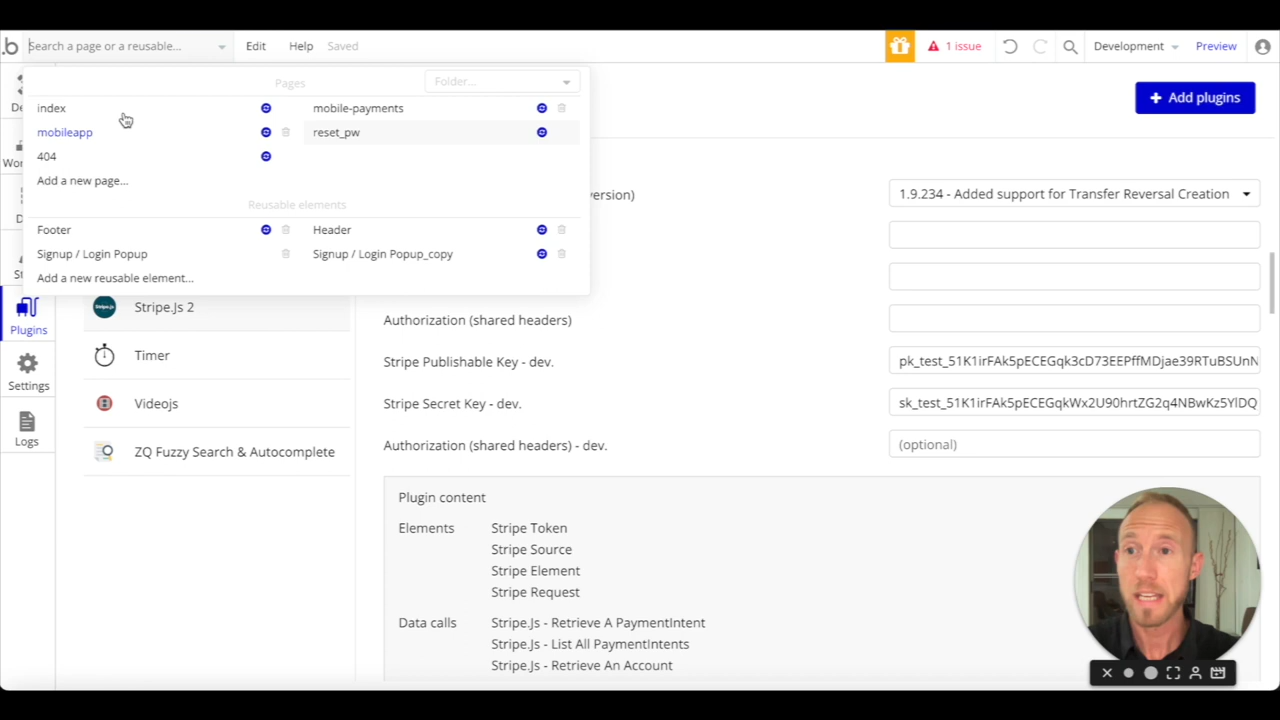 .b Search a page or a reusable... Edit Help Saved 1 issue Development Preview
Pages Folder...
index mobile-payments
mobileapp reset_pw
404
Add a new page...
Reusable elements
Footer Header
Signup / Login Popup Signup / Login Popup_copy
Add a new reusable element...
Add plugins
version) 1.9.234 - Added support for Transfer Reversal Creation
Plugins
Settings
Logs
Stripe.Js 2
Timer
Videojs
ZQ Fuzzy Search & Autocomplete
Authorization (shared headers)
Stripe Publishable Key - dev. pk_test_51K1irFAk5pECEGqk3cD73EEPffMDjae39RTuBSUnN
Stripe Secret Key - dev. sk_test_51K1irFAk5pECEGqkWx2U90hrtZG2q4NBwKz5YlDQ
Authorization (shared headers) - dev. (optional)
Plugin content
Elements Stripe Token
Stripe Source
Stripe Element
Stripe Request
Data calls Stripe.Js - Retrieve A PaymentIntent
Stripe.Js - List All PaymentIntents
Stripe.Js - Retrieve An Account